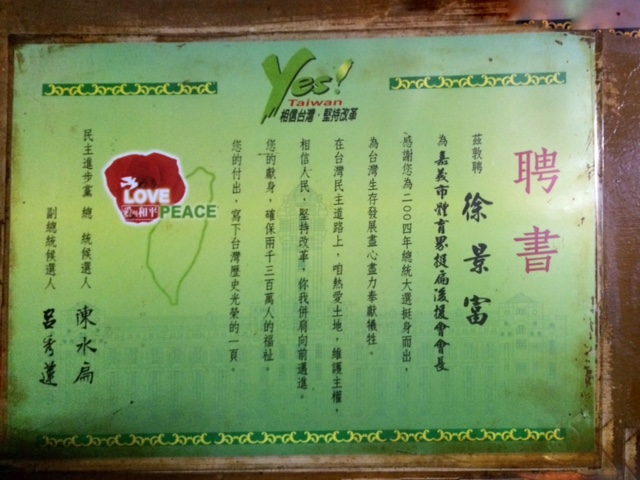 Yes!
Taiwan
相信台灣．堅持改革
聘書
茲敦聘
徐景富
為嘉義市體育界挺扁後援會會長
感謝您為二○○四年總統大選挺身而出，
為台灣生存發展盡心盡力奉獻犧牲。
在台灣民主道路上，咱熱愛土地，維護主權，
相信人民，堅持改革，你我併肩向前邁進。
您的獻身，確保兩千三百萬人的福祉。
您的付出，寫下台灣歷史光榮的一頁。
LOVE
愛與和平 PEACE
民主進步黨 總 統候選人 陳水扁
副總統候選人 呂秀蓮